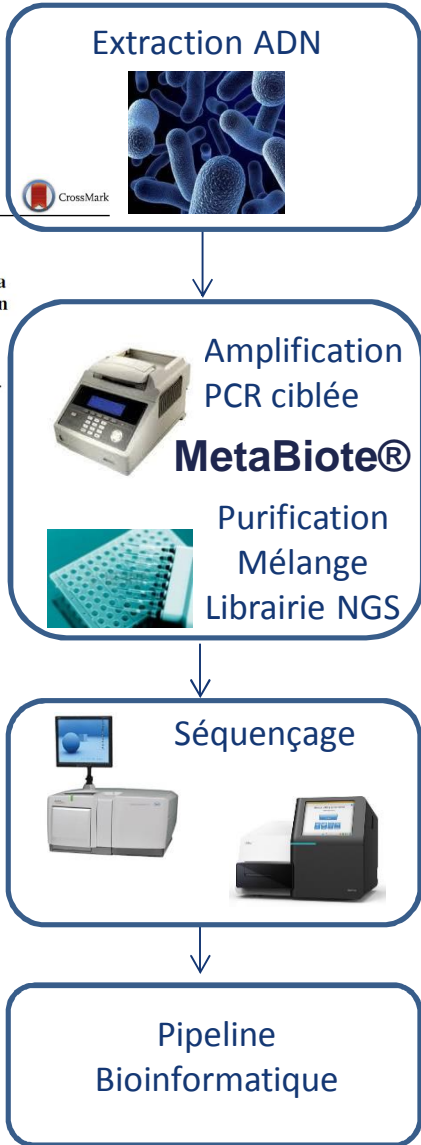 Extraction ADN
CrossMark
a
n
Amplification
PCR ciblée
MetaBiote®
Purification
Mélange
Librairie NGS
Séquençage
Pipeline
Bioinformatique